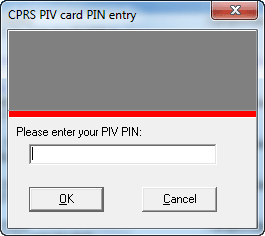 CPRS PIV card PIN entry
Please enter your PIV PIN:
OK
Cancel